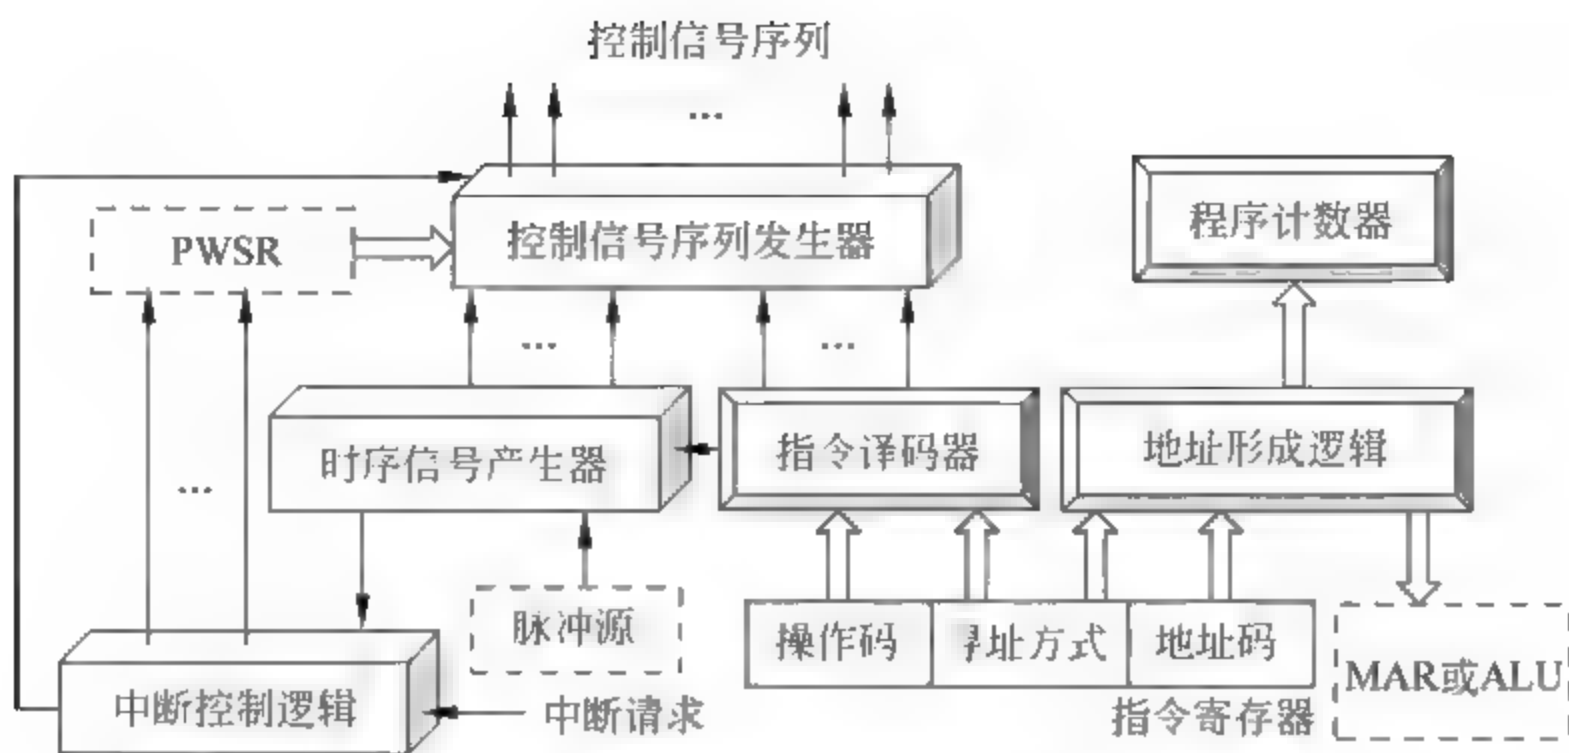 控制信号序列
...
PWSR
控制信号序列发生器
程序计数器
...
...
时序信号产生器
指令译码器
地址形成逻辑
...
脉冲源
操作码
寻址方式
地址码
MAR或ALU
中断控制逻辑
中断请求
指令寄存器